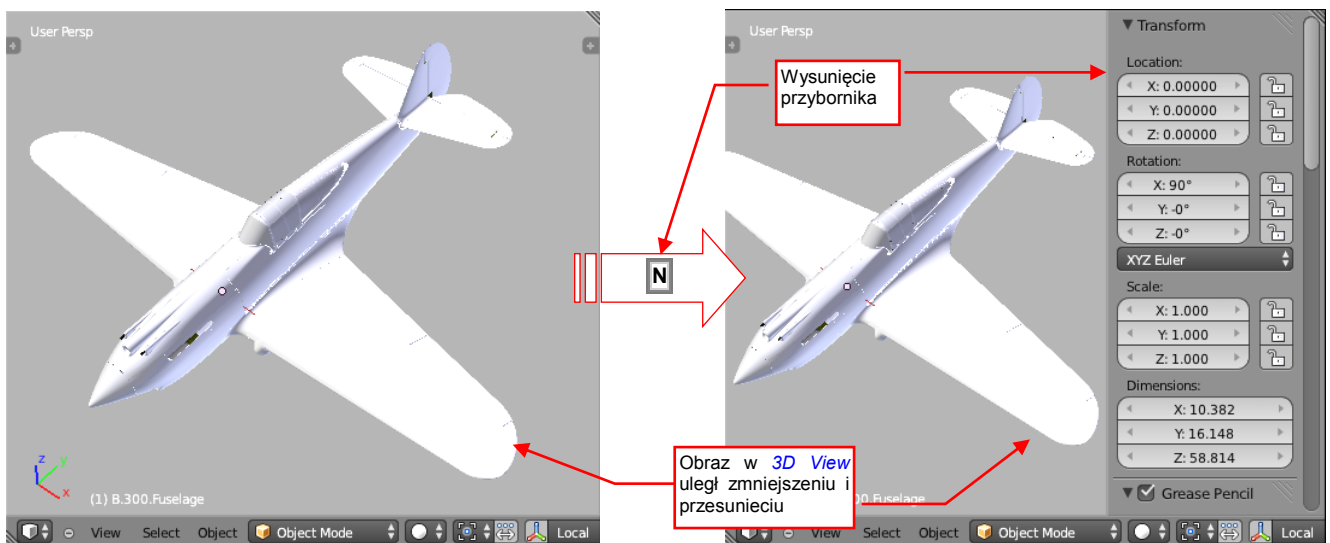 User Persp
(1) B.300.Fuselage
View Select Object Object Mode Local
N
Wysunięcie
przybornika
Obraz w 3D View
uległ zmniejszeniu i
przesunieciu
User Persp
00.Fuselage
View Select Object Object Mode Local
Transform
Location:
X: 0.00000
Y: 0.00000
Z: 0.00000
Rotation:
X: 90°
Y: -0°
Z: -0°
XYZ Euler
Scale:
X: 1.000
Y: 1.000
Z: 1.000
Dimensions:
X: 10.382
Y: 16.148
Z: 58.814
Grease Pencil
z
y
x